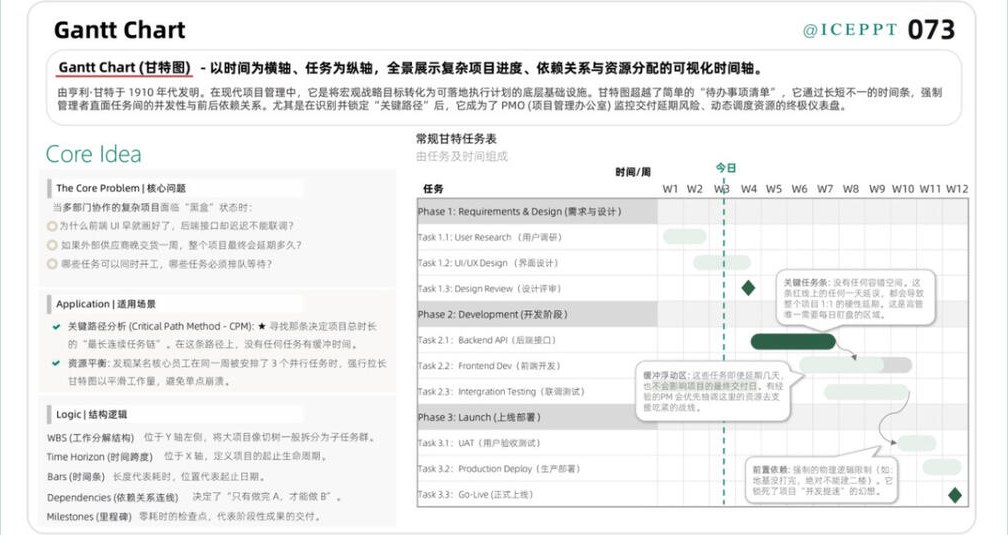 Gantt Chart
@ICEPPT 073
Gantt Chart (甘特图) - 以时间为横轴、任务为纵轴，全景展示复杂项目进度、依赖关系与资源分配的可视化时间轴。
由亨利·甘特于 1910 年代发明。在现代项目管理中，它是将宏观战略目标转化为可落地执行计划的底层基础设施。甘特图超越了简单的“待办事项清单”，它通过长短不一的时间条，强制
管理者直面任务间的并发性与前后依赖关系。尤其是在识别并锁定“关键路径”后，它成为了 PMO (项目管理办公室) 监控交付延期风险、动态调度资源的终极仪表盘。
Core Idea
The Core Problem | 核心问题
当多部门协作的复杂项目面临“黑盒”状态时：
为什么前端 UI 早就画好了，后端接口却迟迟不能联调？
如果外部供应商晚交货一周，整个项目最终会延期多久？
哪些任务可以同时开工，哪些任务必须排队等待？
Application | 适用场景
关键路径分析 (Critical Path Method - CPM): ★ 寻找那条决定项目总时长
的“最长连续任务链”。在这条路径上，没有任何任务有缓冲时间。
资源平衡: 发现某名核心员工在同一周被安排了 3 个并行任务时，强行拉长
甘特图以平滑工作量，避免单点崩溃。
Logic | 结构逻辑
WBS (工作分解结构) 位于 Y 轴左侧，将大项目像切树一般拆分为子任务群。
Time Horizon (时间跨度) 位于 X 轴，定义项目的起止生命周期。
Bars (时间条) 长度代表耗时，位置代表起止日期。
Dependencies (依赖关系连线) 决定了“只有做完 A，才能做 B”。
Milestones (里程碑) 零耗时的检查点，代表阶段性成果的交付。
常规甘特任务表
由任务及时间组成
时间/周
今日
任务
W1 W2 W3 W4 W5 W6 W7 W8 W9 W10 W11 W12
Phase 1: Requirements & Design (需求与设计)
Task 1.1: User Research（用户调研）
Task 1.2: UI/UX Design（界面设计）
Task 1.3: Design Review（设计评审）
Phase 2: Development (开发阶段)
Task 2.1: Backend API（后端接口）
Task 2.2: Frontend Dev（前端开发）
Task 2.3: Intergration Testing（联调测试）
Phase 3: Launch (上线部署)
Task 3.1: UAT（用户验收测试）
Task 3.2: Production Deploy（生产部署）
Task 3.3: Go-Live (正式上线)
关键任务条: 没有任何容错空间。这
条红线上的任何一天延误，都会导致
整个项目 1:1 的硬性延期。这是高管
唯一需要每日盯盘的区域。
缓冲浮动区: 这些任务即使延期几天，
也不会影响项目的最终交付日。有经
验的PM 会优先抽调这里的资源去支
援吃紧的战线。
前置依赖: 强制的物理逻辑限制（如:
地基没打完，绝对不能建二楼）。它
锁死了项目“并发提速”的幻想。